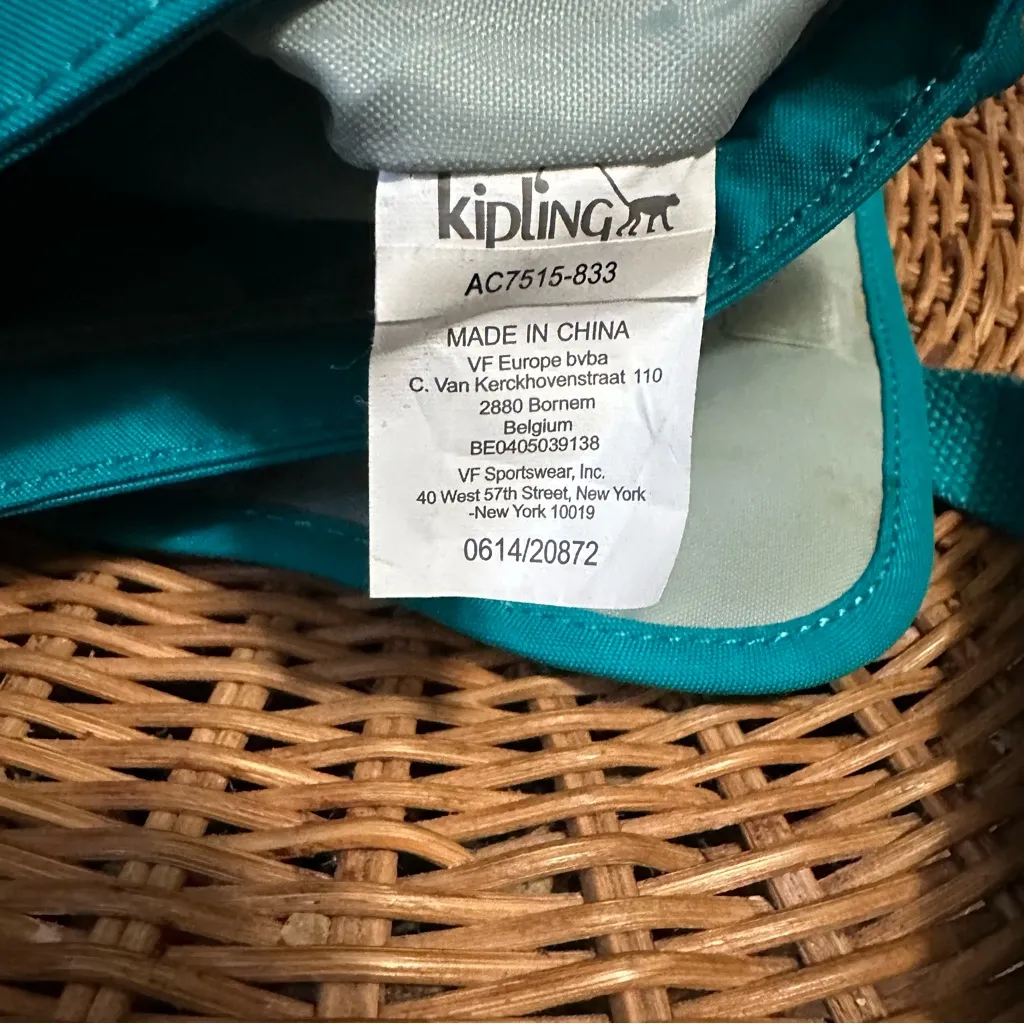 kipling
AC7515-833
MADE IN CHINA
VF Europe bvba
C. Van Kerckhovenstraat 110
2880 Bornem
Belgium
BE0405039138
VF Sportswear, Inc.
40 West 57th Street, New York
-New York 10019
0614/20872